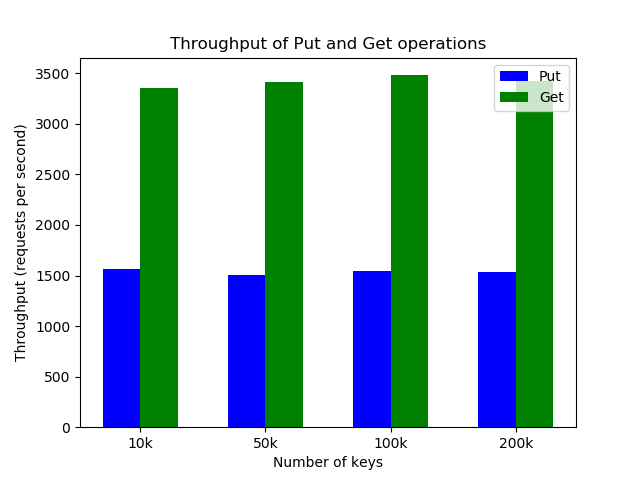 Throughput of Put and Get operations
Put
Get
Throughput (requests per second)
3500
3000
2500
2000
1500
1000
500
0
10k
50k
100k
200k
Number of keys